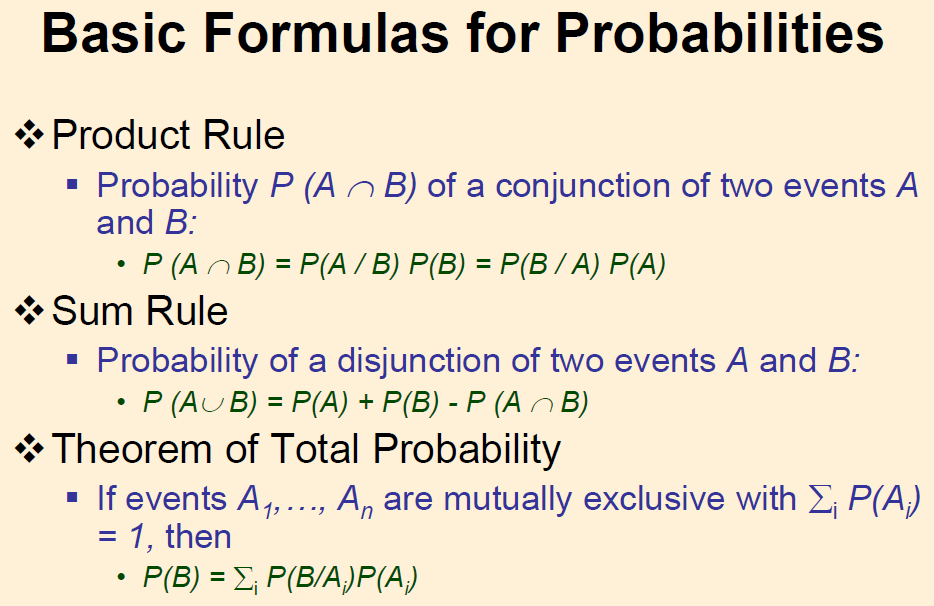 Basic Formulas for Probabilities
❖ Product Rule
▪ Probability P (A ∩ B) of a conjunction of two events A
and B:
• P (A ∩ B) = P(A / B) P(B) = P(B / A) P(A)
❖ Sum Rule
▪ Probability of a disjunction of two events A and B:
• P (A∪ B) = P(A) + P(B) - P (A ∩ B)
❖ Theorem of Total Probability
▪ If events A₁,…, Aₙ are mutually exclusive with ∑ᵢ P(Aᵢ)
= 1, then
• P(B) = ∑ᵢ P(B/Aᵢ)P(Aᵢ)